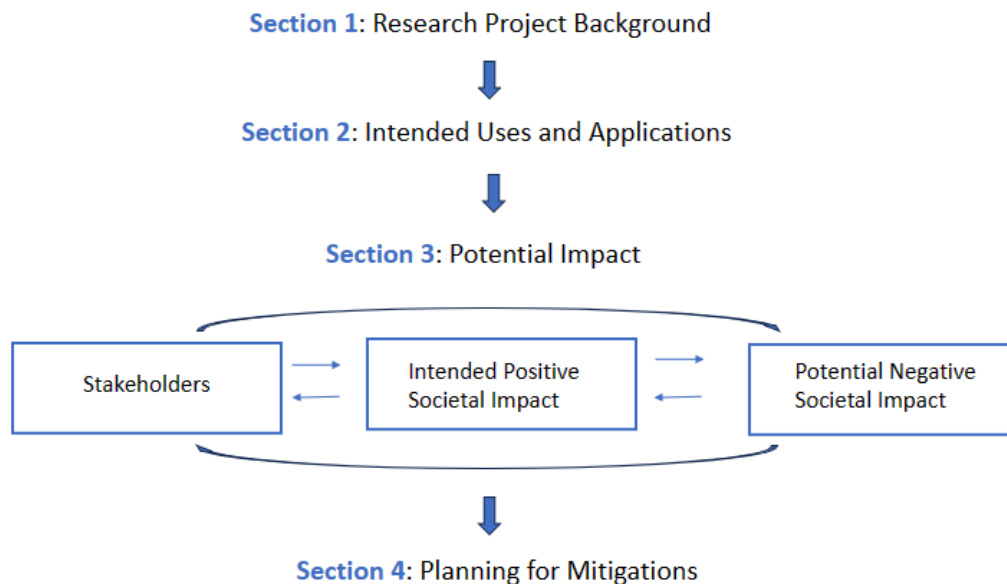 Section 1: Research Project Background
Section 2: Intended Uses and Applications
Section 3: Potential Impact
Stakeholders
Intended Positive
Societal Impact
Potential Negative
Societal Impact
Section 4: Planning for Mitigations